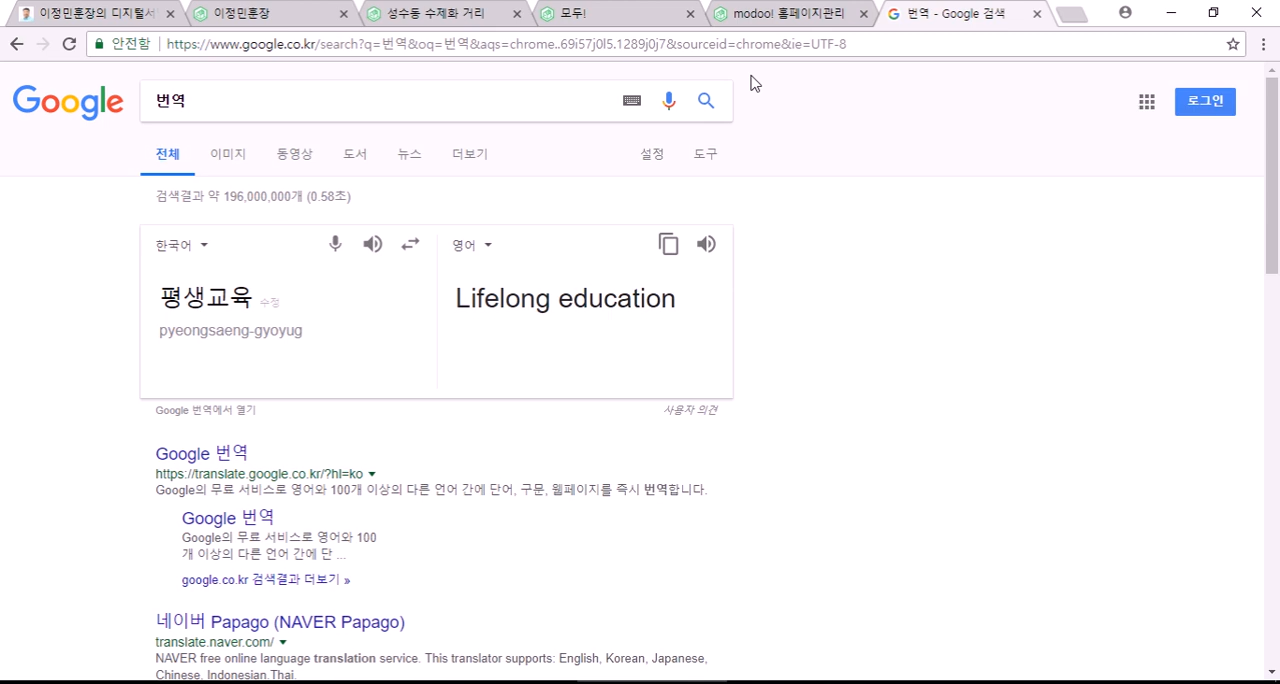 이정민훈장의 디지털서 이정민훈장 성수동 수제화 거리 모두! modoo! 홈페이지관리 번역 - Google 검색
안전함 https://www.google.co.kr/search?q=번역&oq=번역&aqs=chrome..69i57j0l5.1289j0j7&sourceid=chrome&ie=UTF-8
Google 번역 로그인
전체 이미지 동영상 도서 뉴스 더보기 설정 도구
검색결과 약 196,000,000개 (0.58초)
한국어 영어
평생교육 수정 Lifelong education
pyeongsaeng-gyoyug
Google 번역에서 열기 사용자 의견
Google 번역
https://translate.google.co.kr/?hl=ko
Google의 무료 서비스로 영어와 100개 이상의 다른 언어 간에 단어, 구문, 웹페이지를 즉시 번역합니다.
Google 번역
Google의 무료 서비스로 영어와 100
개 이상의 다른 언어 간에 단 ...
google.co.kr 검색결과 더보기 »
네이버 Papago (NAVER Papago)
translate.naver.com/
NAVER free online language translation service. This translator supports: English, Korean, Japanese,
Chinese, Indonesian,Thai.